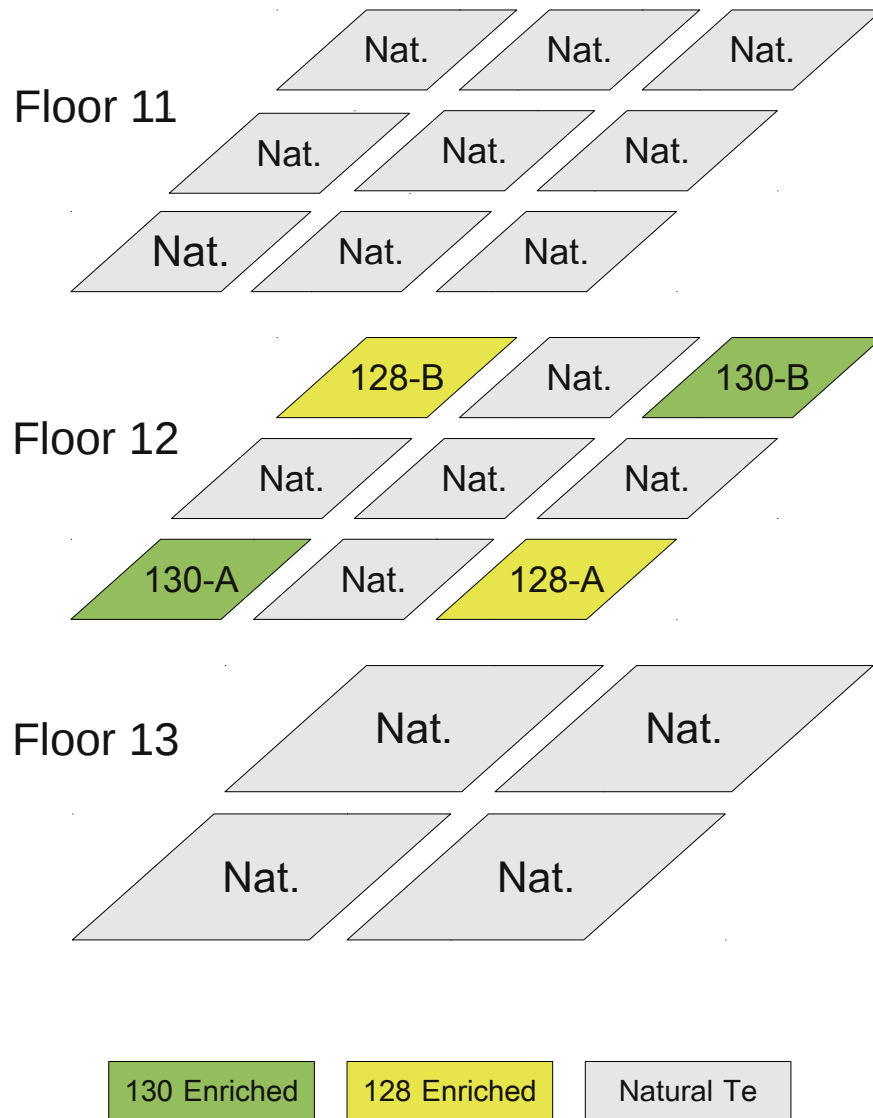 Nat. Nat. Nat.
Floor 11
Nat. Nat. Nat.
Nat. Nat. Nat.
128-B Nat. 130-B
Floor 12
Nat. Nat. Nat.
130-A Nat. 128-A
Nat. Nat.
Floor 13
Nat. Nat.
130 Enriched 128 Enriched Natural Te